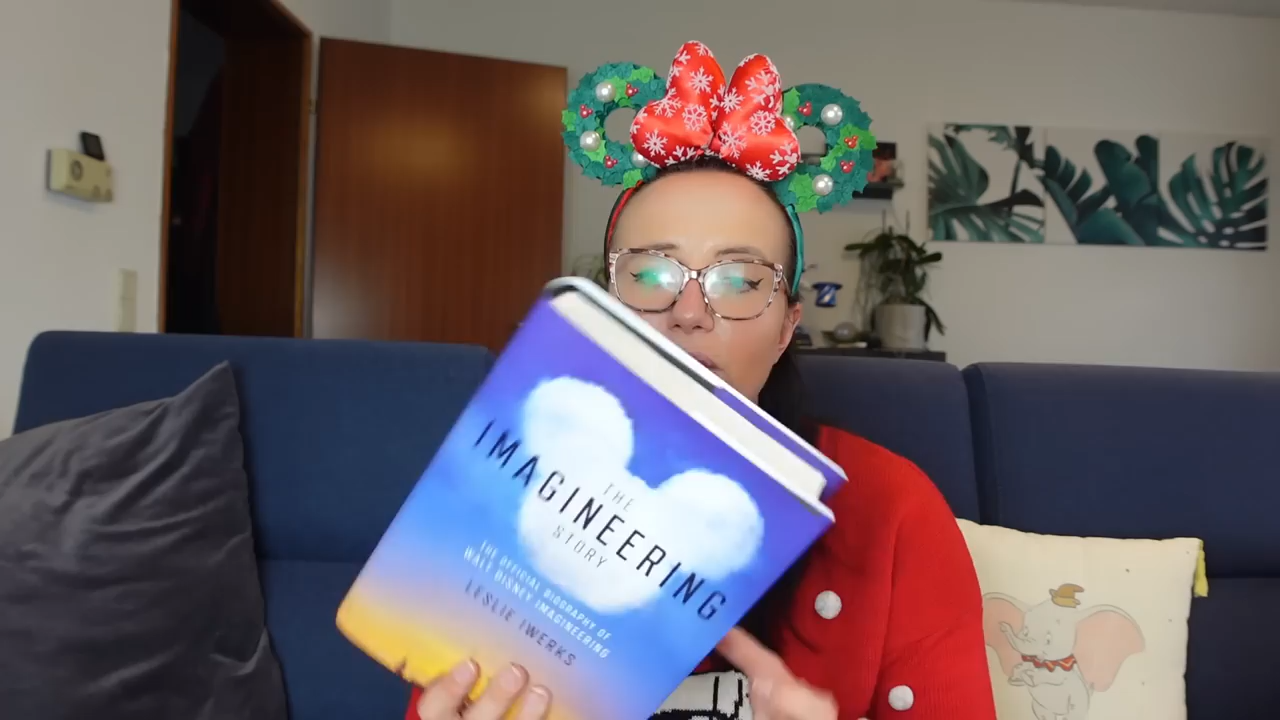 THE
IMAGINEERING
STORY
THE OFFICIAL BIOGRAPHY OF
WALT DISNEY IMAGINEERING
LESLIE IWERKS